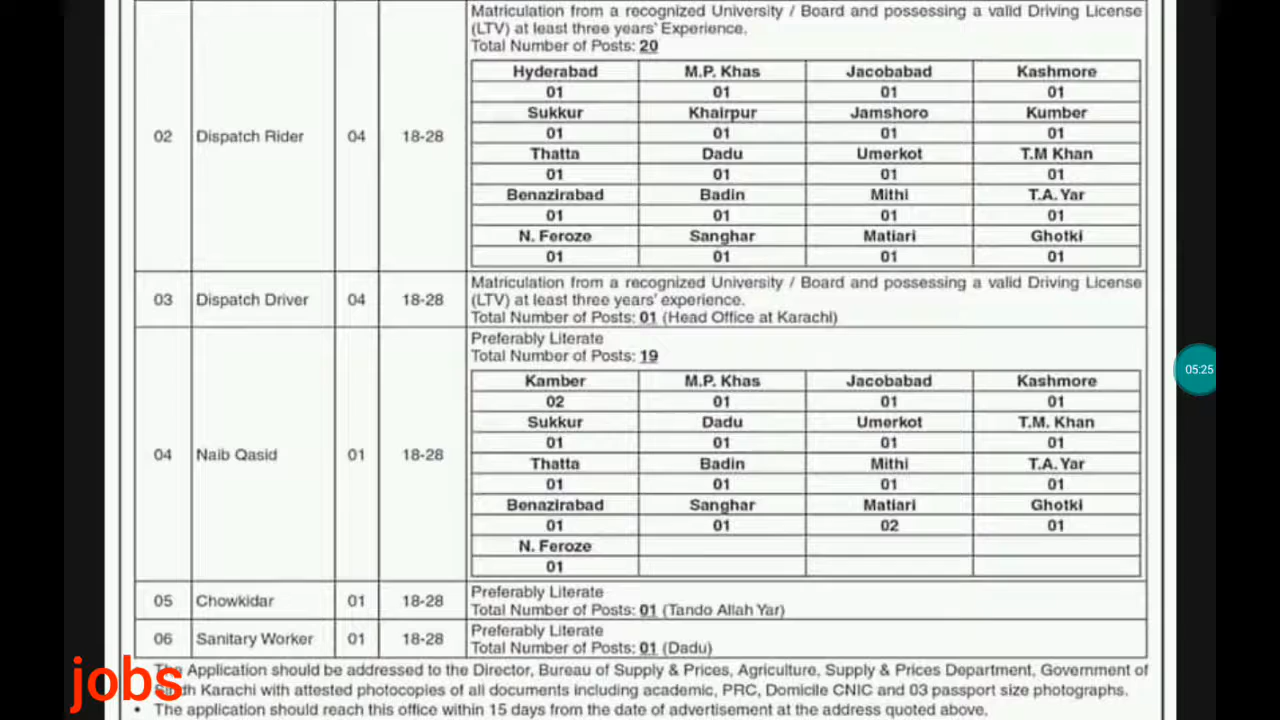 Matriculation from a recognized University / Board and possessing a valid Driving License
(LTV) at least three years' Experience.
Total Number of Posts: 20
02 Dispatch Rider 04 18-28
Hyderabad M.P. Khas Jacobabad Kashmore
01 01 01 01
Sukkur Khairpur Jamshoro Kumber
01 01 01 01
Thatta Dadu Umerkot T.M Khan
01 01 01 01
Benazirabad Badin Mithi T.A. Yar
01 01 01 01
N. Feroze Sanghar Matiari Ghotki
01 01 01 01
03 Dispatch Driver 04 18-28
Matriculation from a recognized University / Board and possessing a valid Driving License
(LTV) at least three years' experience.
Total Number of Posts: 01 (Head Office at Karachi)
04 Naib Qasid 01 18-28
Preferably Literate
Total Number of Posts: 19
Kamber M.P. Khas Jacobabad Kashmore
02 01 01 01
Sukkur Dadu Umerkot T.M. Khan
01 01 01 01
Thatta Badin Mithi T.A. Yar
01 01 01 01
Benazirabad Sanghar Matiari Ghotki
01 01 02 01
N. Feroze
01
05 Chowkidar 01 18-28
Preferably Literate
Total Number of Posts: 01 (Tando Allah Yar)
06 Sanitary Worker 01 18-28
Preferably Literate
Total Number of Posts: 01 (Dadu)
The Application should be addressed to the Director, Bureau of Supply & Prices, Agriculture, Supply & Prices Department, Government of
Karachi with attested photocopies of all documents including academic, PRC, Domicile CNIC and 03 passport size photographs.
• The application should reach this office within 15 days from the date of advertisement at the address quoted above.
jobs
05:25